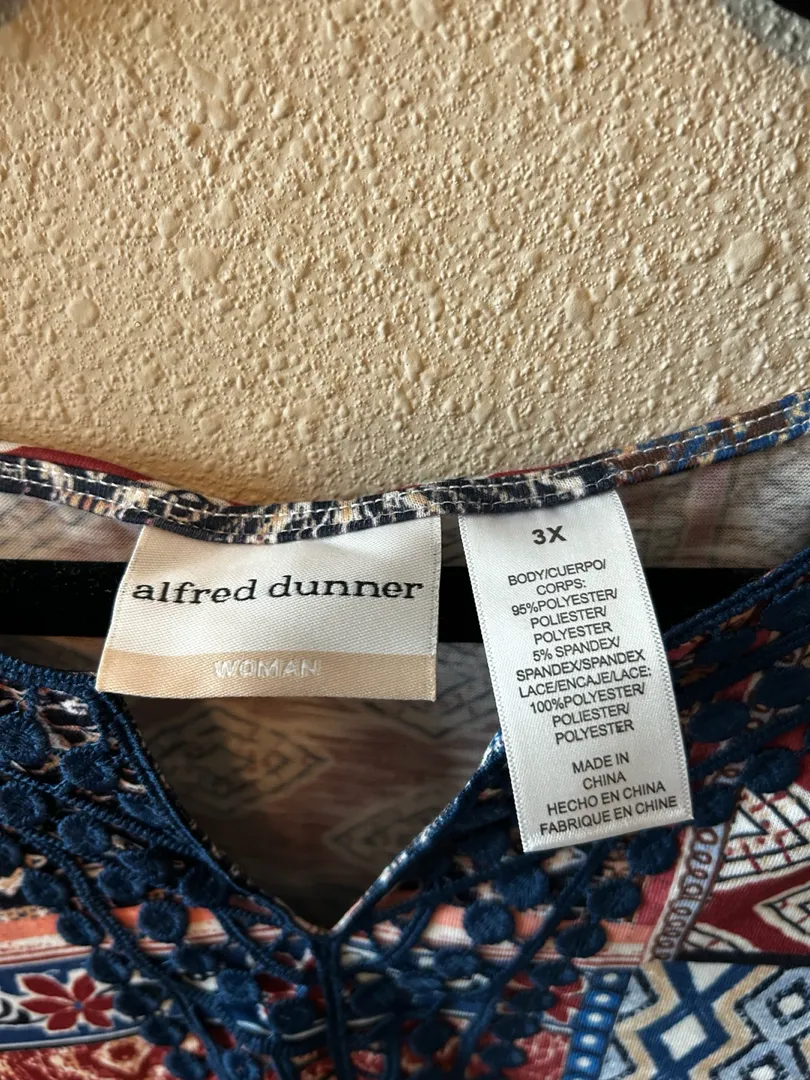 alfred dunner
WOMAN
3X
BODY/CUERPO/
CORPS:
95%POLYESTER/
POLIESTER/
POLYESTER
5% SPANDEX/
SPANDEX/SPANDEX
LACE/ENCAJE/LACE:
100%POLYESTER/
POLIESTER/
POLYESTER
MADE IN
CHINA
HECHO EN CHINA
FABRIQUE EN CHINE